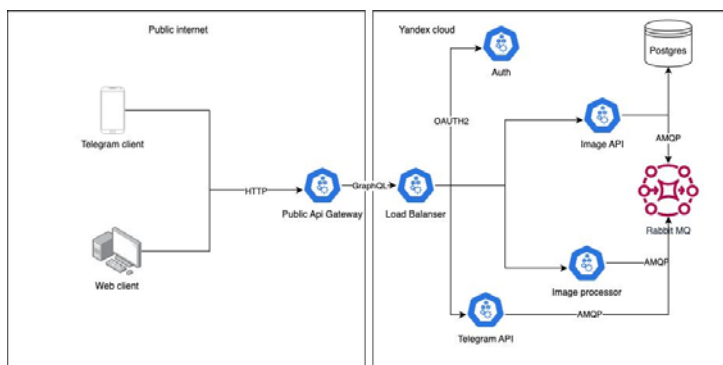 Public internet
Yandex cloud
Postgres
Auth
Telegram client
OAUTH2
Image API
AMQP
HTTP
GraphQL
Public Api Gateway
Load Balanser
Rabbit MQ
Web client
Image processor
AMQP
Telegram API
AMQP